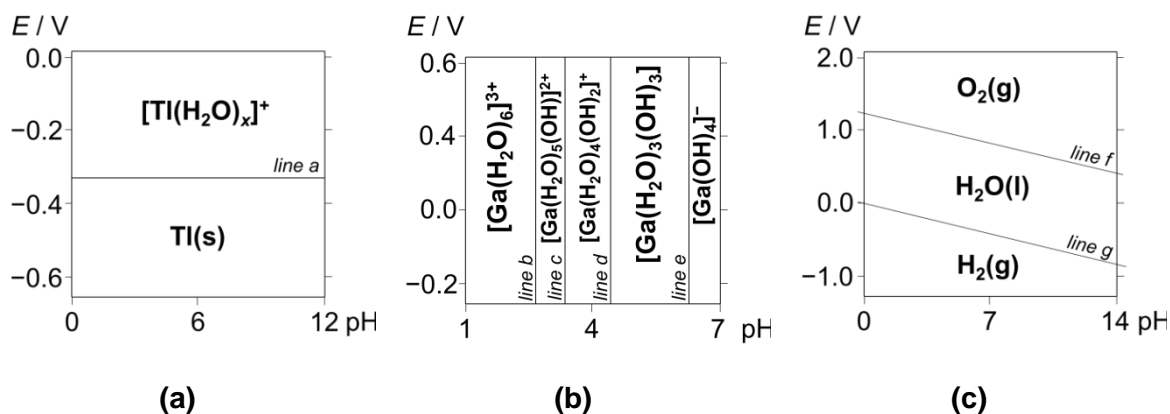 E / V
0.0
−0.2
−0.4
−0.6
[Tl(H2O)x]+
line a
Tl(s)
0 6 12 pH
(a)
E / V
0.6
0.4
0.0
−0.2
[Ga(H2O)6]3+
line b
[Ga(H2O)5(OH)]2+
line c
[Ga(H2O)4(OH)2]+
line d
[Ga(H2O)3(OH)3]
line e
[Ga(OH)4]−
1 4 7 pH
(b)
E / V
2.0
1.0
0.0
−1.0
O2(g)
line f
H2O(l)
line g
H2(g)
0 7 14 pH
(c)